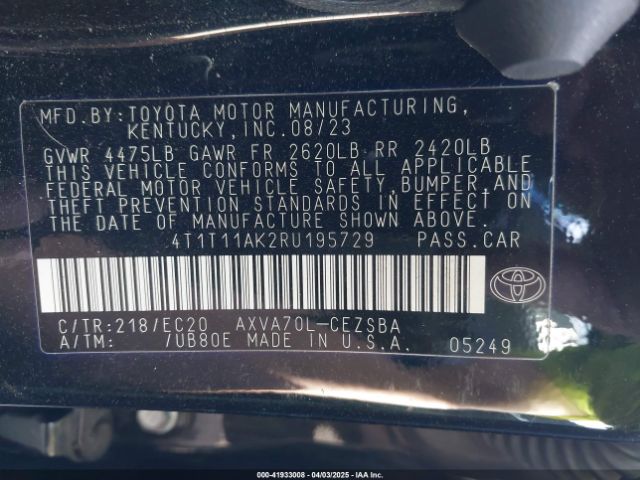 MFD.BY:TOYOTA MOTOR MANUFACTURING,
KENTUCKY, INC. 08/23
GVWR 4475LB GAWR FR 2620LB RR 2420LB
THIS VEHICLE CONFORMS TO ALL APPLICABLE
FEDERAL MOTOR VEHICLE SAFETY, BUMPER, AND
THEFT PREVENTION STANDARDS IN EFFECT ON
THE DATE OF MANUFACTURE SHOWN ABOVE.
4T1T11AK2RU195729 PASS.CAR
C/TR:218/EC20 AXVA70L-CEZSBA
A/TM: /UB80E MADE IN U.S.A. 05249
000-41933008 - 04/03/2025 - IAAI.COM